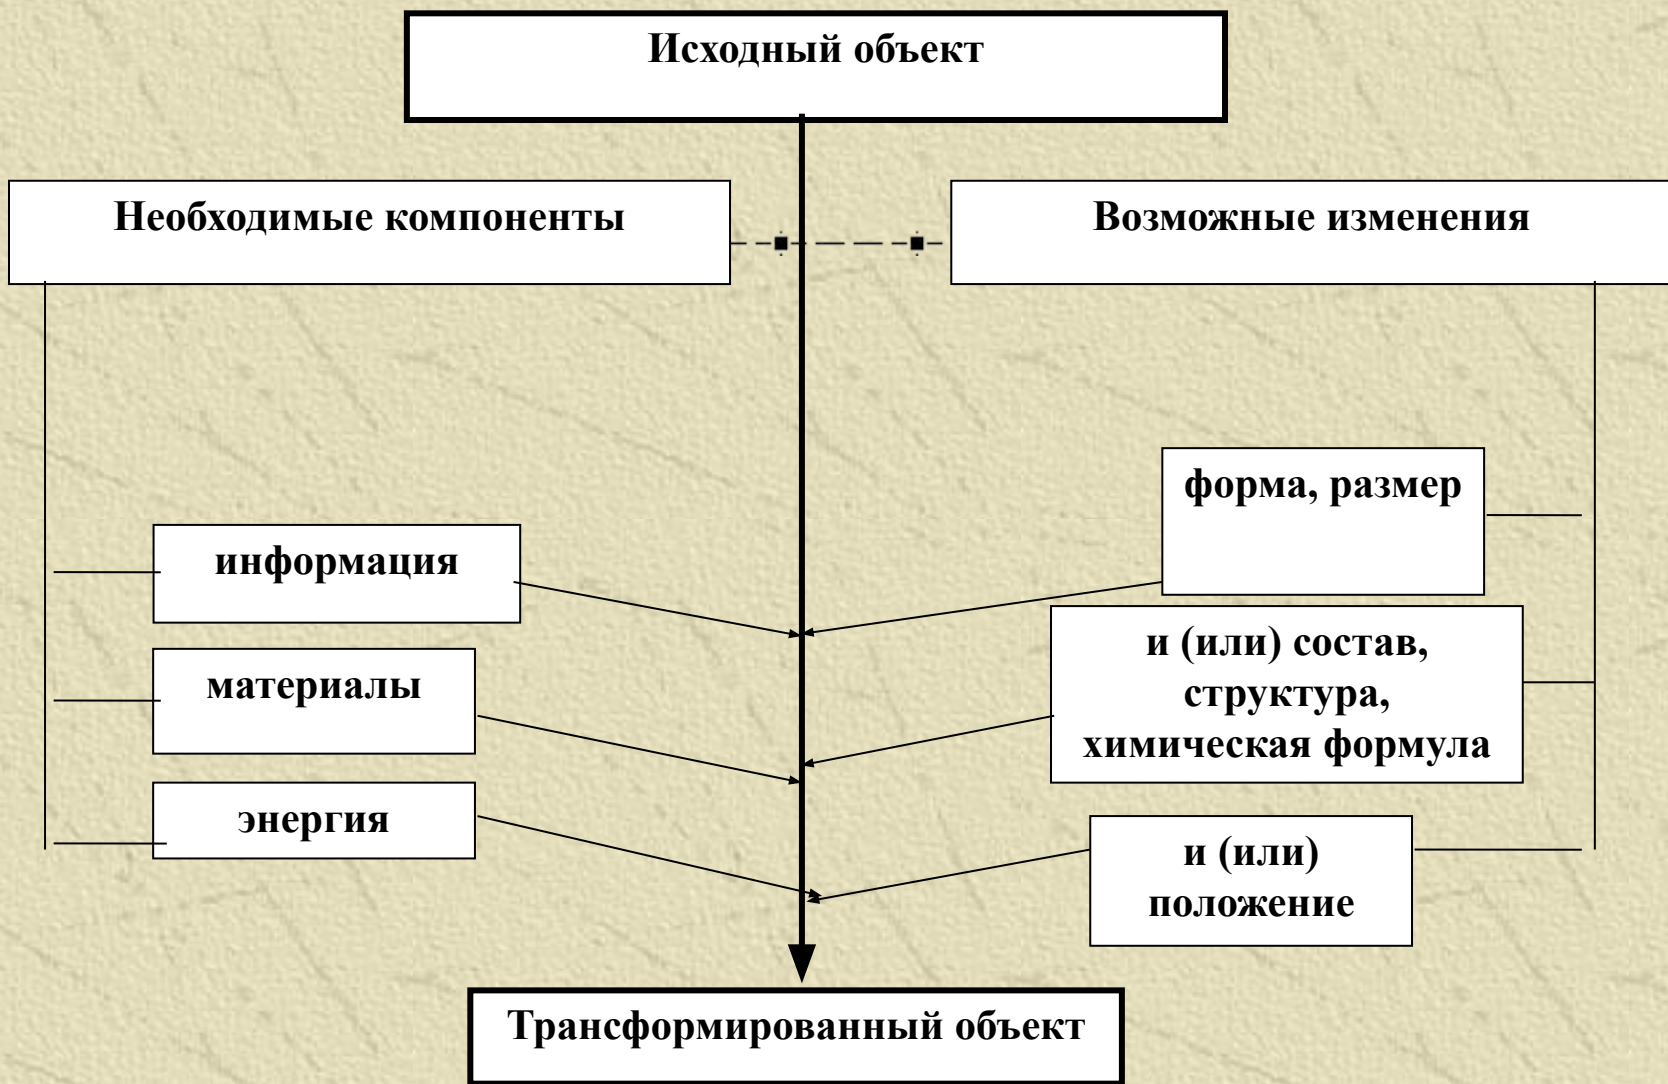 Исходный объект
Необходимые компоненты
Возможные изменения
форма, размер
информация
и (или) состав,
структура,
химическая формула
материалы
энергия
и (или)
положение
Трансформированный объект